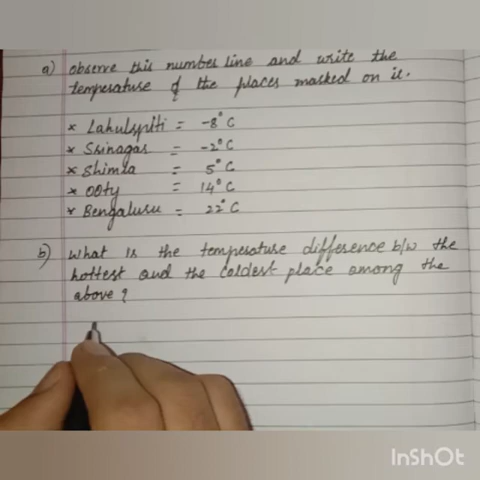 a) observe this number line and write the
temperature of the places marked on it.
* Lahulspiti = -8°C
* Srinagar = -2°C
* Shimla = 5°C
* Ooty = 14°C
* Bengaluru = 22°C
b) what is the temperature difference b/w the
hottest and the coldest place among the
above?
InShOt